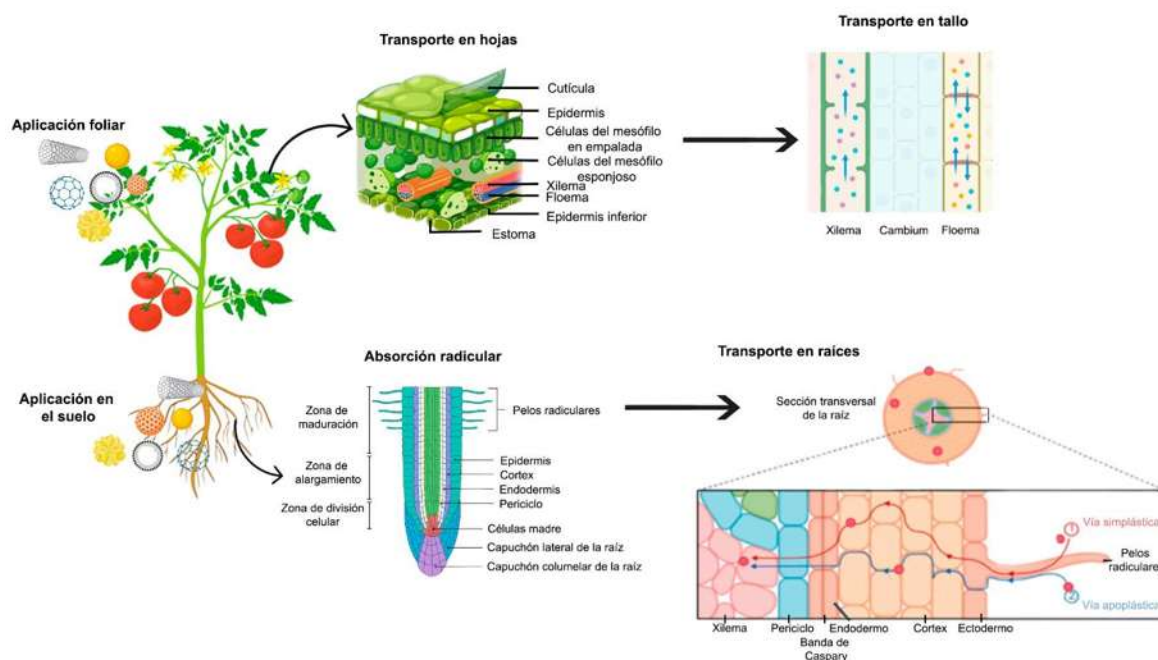 Transporte en tallo
Transporte en hojas
Aplicación foliar
Cutícula
Epidermis
Células del mesófilo
en empalada
Células del mesófilo
esponjoso
Xilema
Floema
Epidermis inferior
Estoma
Xilema
Cambium
Floema
Aplicación en
el suelo
Absorción radicular
Zona de
maduración
Zona de
alargamiento
Zona de división
celular
Pelos radiculares
Epidermis
Cortex
Endodermis
Periciclo
Células madre
Capuchón lateral de la raíz
Capuchón columelar de la raíz
Transporte en raíces
Sección transversal
de la raíz
1
Vía simplástica
Pelos
radiculares
2
Vía apoplástica
Xilema
Periciclo
Banda de
Caspary
Endodermo
Cortex
Ectodermo